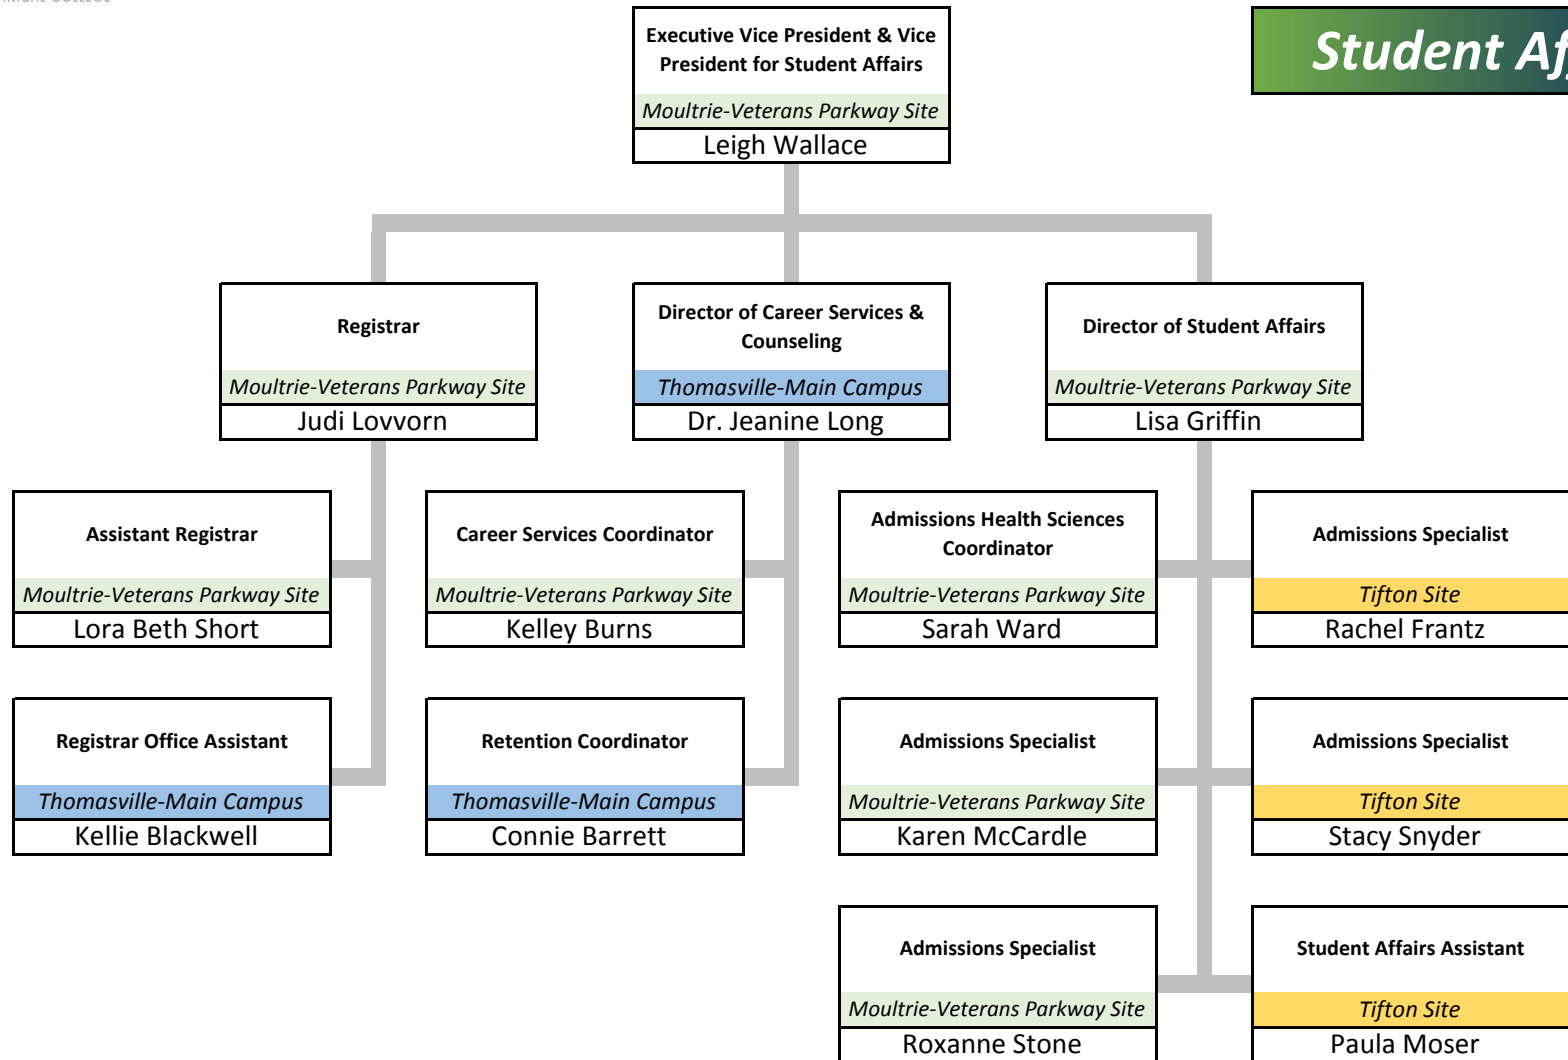 Executive Vice President & Vice
President for Student Affairs
Moultrie-Veterans Parkway Site
Leigh Wallace
Student
Registrar
Moultrie-Veterans Parkway Site
Judi Lovvorn
Director of Career Services &
Counseling
Thomasville-Main Campus
Dr. Jeanine Long
Director of Student Affairs
Moultrie-Veterans Parkway Site
Lisa Griffin
Assistant Registrar
Moultrie-Veterans Parkway Site
Lora Beth Short
Career Services Coordinator
Moultrie-Veterans Parkway Site
Kelley Burns
Admissions Health Sciences
Coordinator
Moultrie-Veterans Parkway Site
Sarah Ward
Admissions Specialist
Tifton Site
Rachel Frantz
Registrar Office Assistant
Thomasville-Main Campus
Kellie Blackwell
Retention Coordinator
Thomasville-Main Campus
Connie Barrett
Admissions Specialist
Moultrie-Veterans Parkway Site
Karen McCardle
Admissions Specialist
Tifton Site
Stacy Snyder
Admissions Specialist
Moultrie-Veterans Parkway Site
Roxanne Stone
Student Affairs Assistant
Tifton Site
Paula Moser